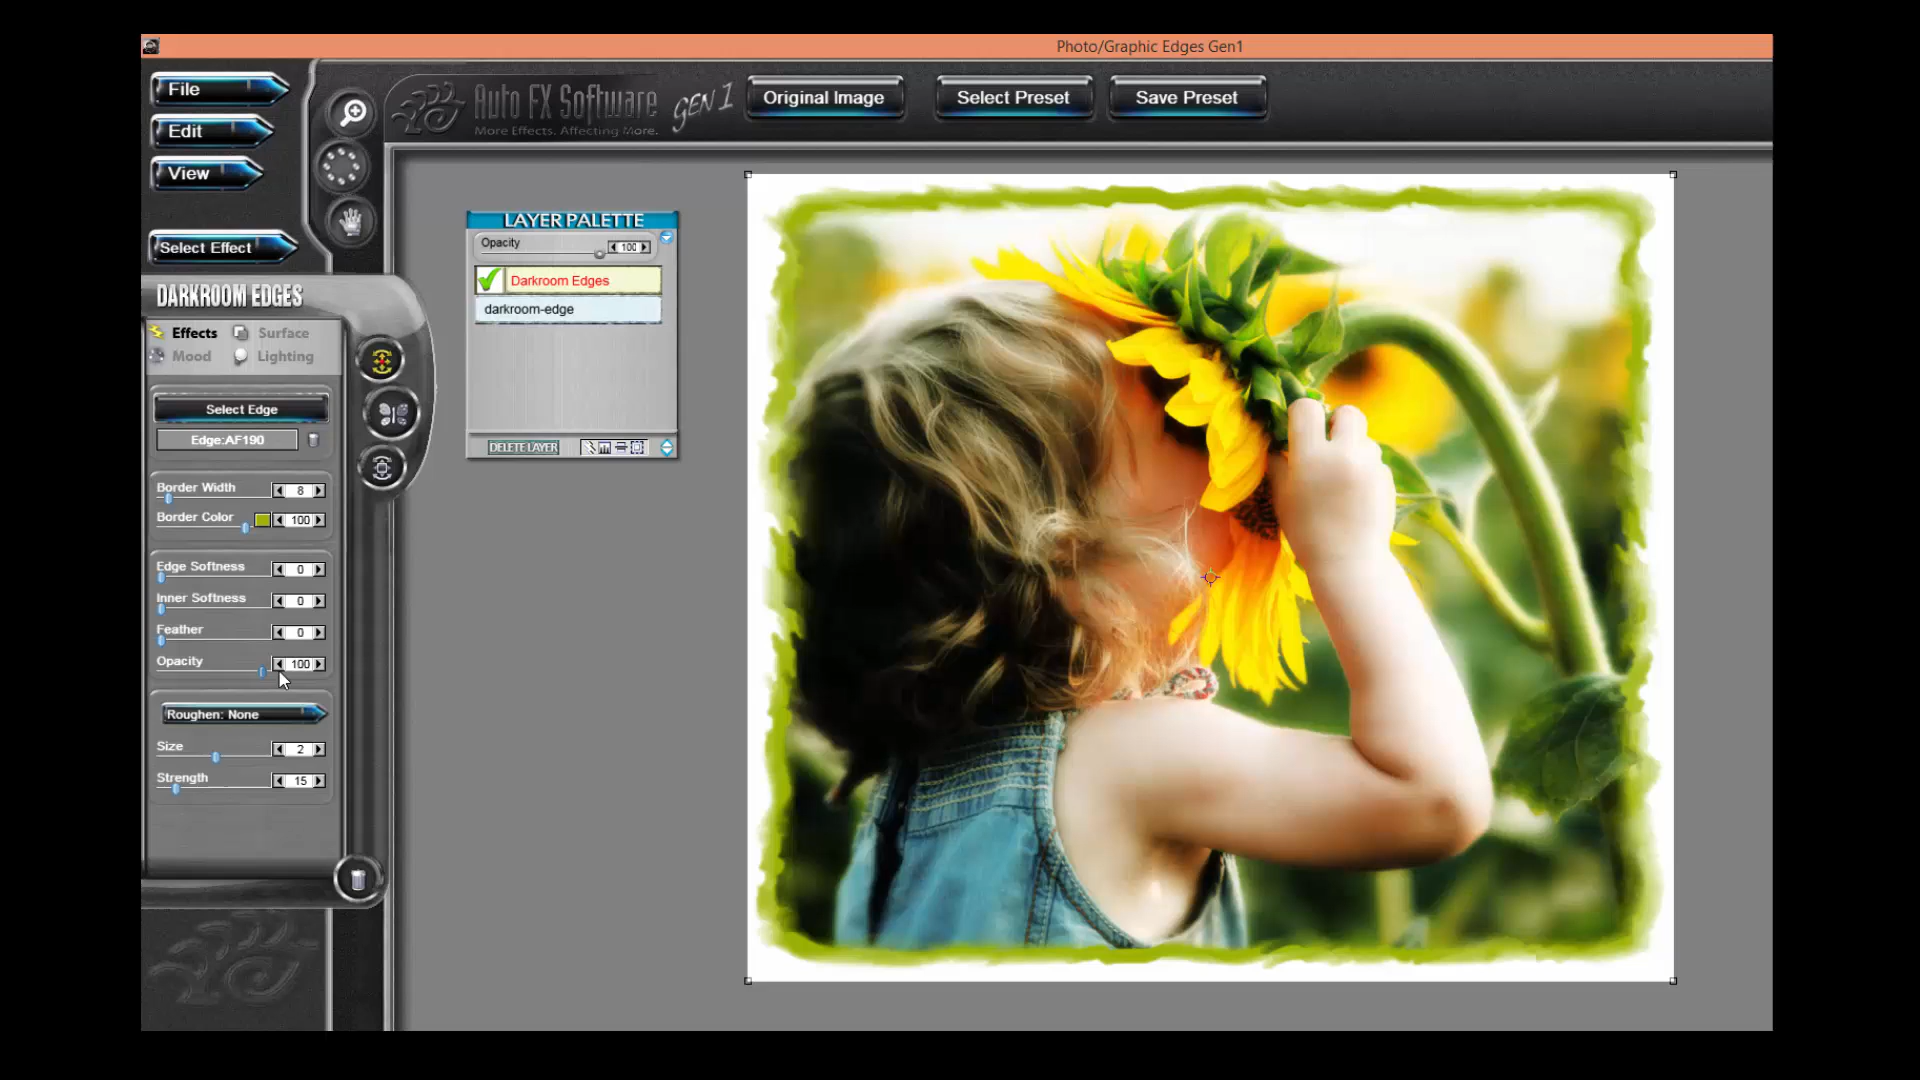 Photo/Graphic Edges Gen1
File
Edit
View
Select Effect
Auto FX Software
GEN 1
More Effects. Affecting More.
Original Image
Select Preset
Save Preset
DARKROOM EDGES
Effects
Surface
Mood
Lighting
Select Edge
Edge:AF190
Border Width 8
Border Color 100
Edge Softness 0
Inner Softness 0
Feather 0
Opacity 100
Roughen: None
Size 2
Strength 15
LAYER PALETTE
Opacity 100
Darkroom Edges
darkroom-edge
DELETE LAYER